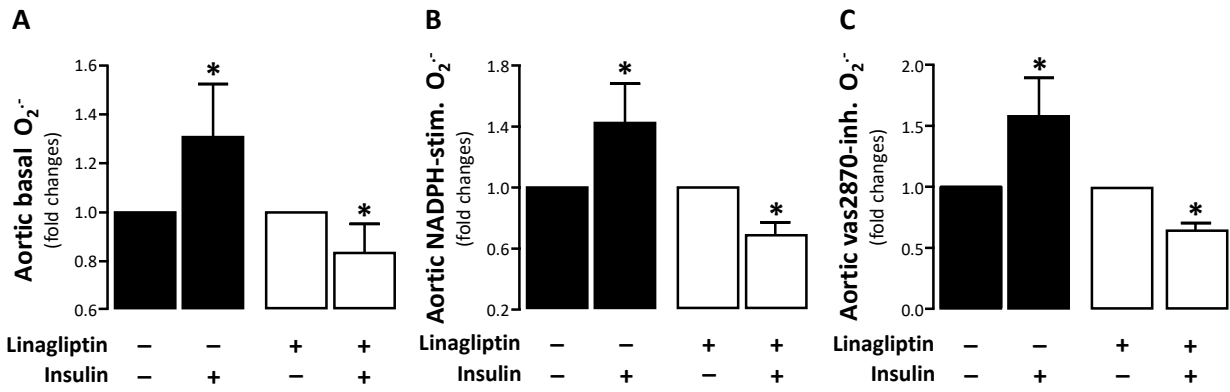 A
Aortic basal O₂·-
(fold changes)
1.6
1.4
1.2
1.0
0.8
0.6
*
*
Linagliptin – – + +
Insulin – + – +
B
Aortic NADPH-stim. O₂·-
(fold changes)
1.8
1.4
1.0
0.6
0.2
*
*
Linagliptin – – + +
Insulin – + – +
C
Aortic vas2870-inh. O₂·-
(fold changes)
2.0
1.5
1.0
0.5
0.0
*
*
Linagliptin – – + +
Insulin – + – +